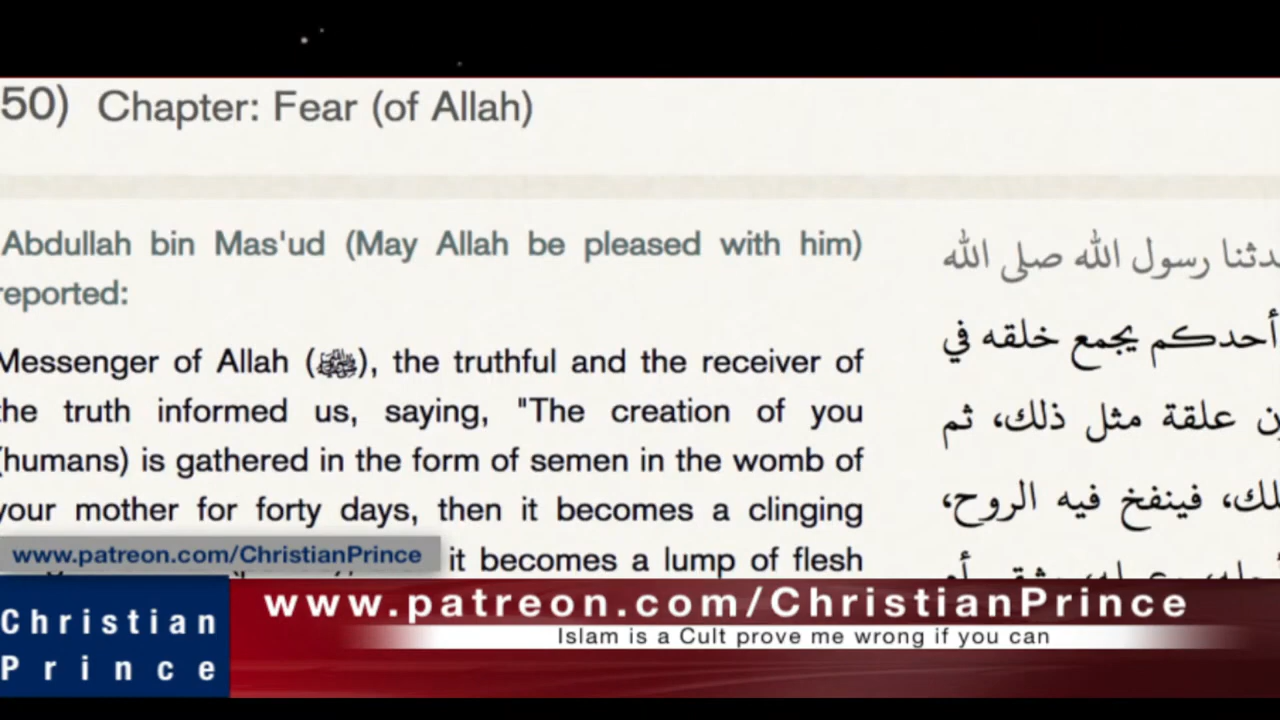 50) Chapter: Fear (of Allah)
Abdullah bin Mas'ud (May Allah be pleased with him)
reported:
Messenger of Allah (ﷺ), the truthful and the receiver of
the truth informed us, saying, "The creation of you
(humans) is gathered in the form of semen in the womb of
your mother for forty days, then it becomes a clinging
it becomes a lump of flesh
رسول الله صلى الله
أحدكم يجمع خلقه في
علقة مثل ذلك، ثم
فينفخ فيه الروح،
www.patreon.com/ChristianPrince
Christian
Prince
www.patreon.com/ChristianPrince
Islam is a Cult prove me wrong if you can